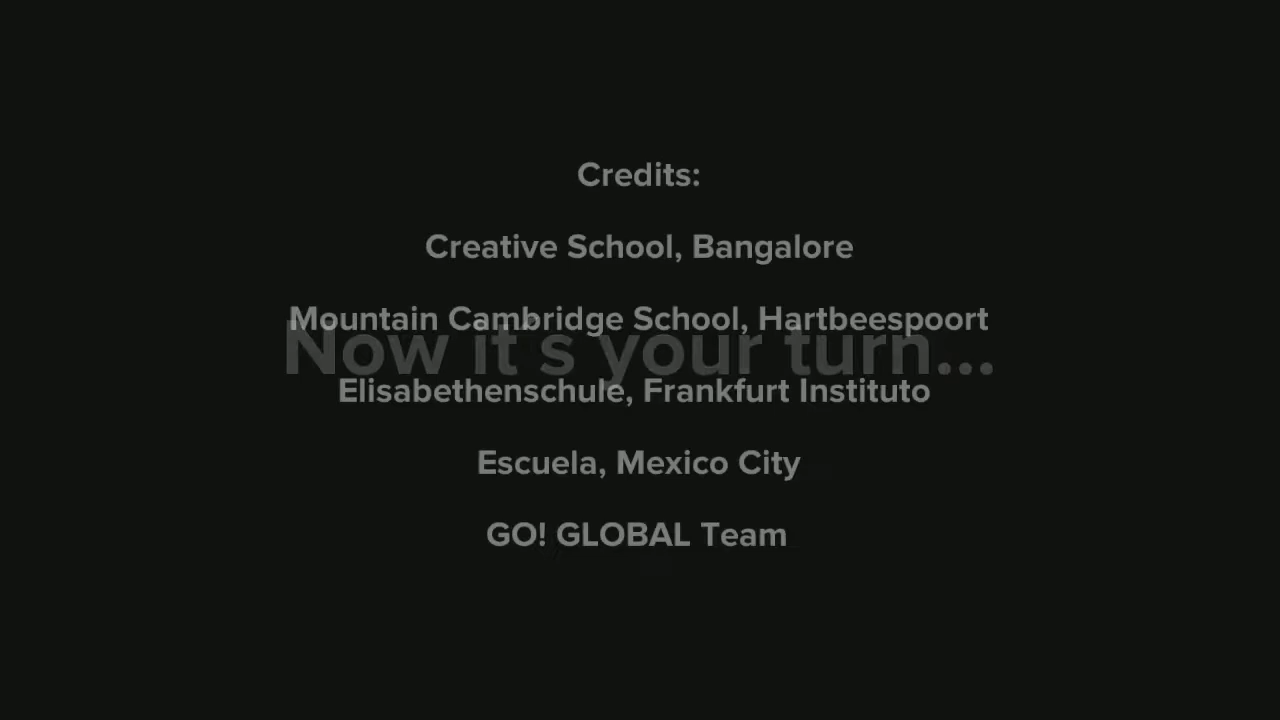 Credits:
Creative School, Bangalore
Mountain Cambridge School, Hartbeespoort
Now it's your turn...
Elisabethenschule, Frankfurt Instituto
Escuela, Mexico City
GO! GLOBAL Team